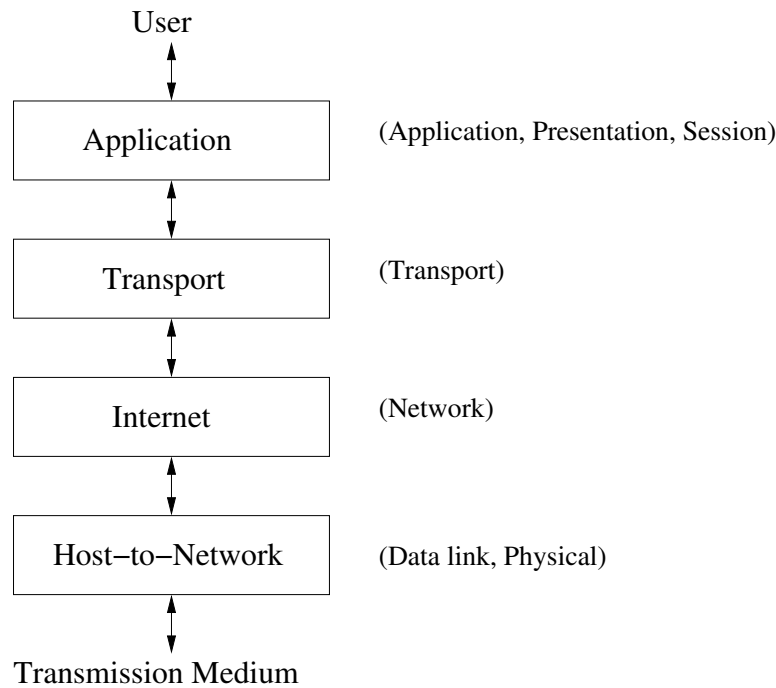 User
Application
(Application, Presentation, Session)
Transport
(Transport)
Internet
(Network)
Host−to−Network
(Data link, Physical)
Transmission Medium